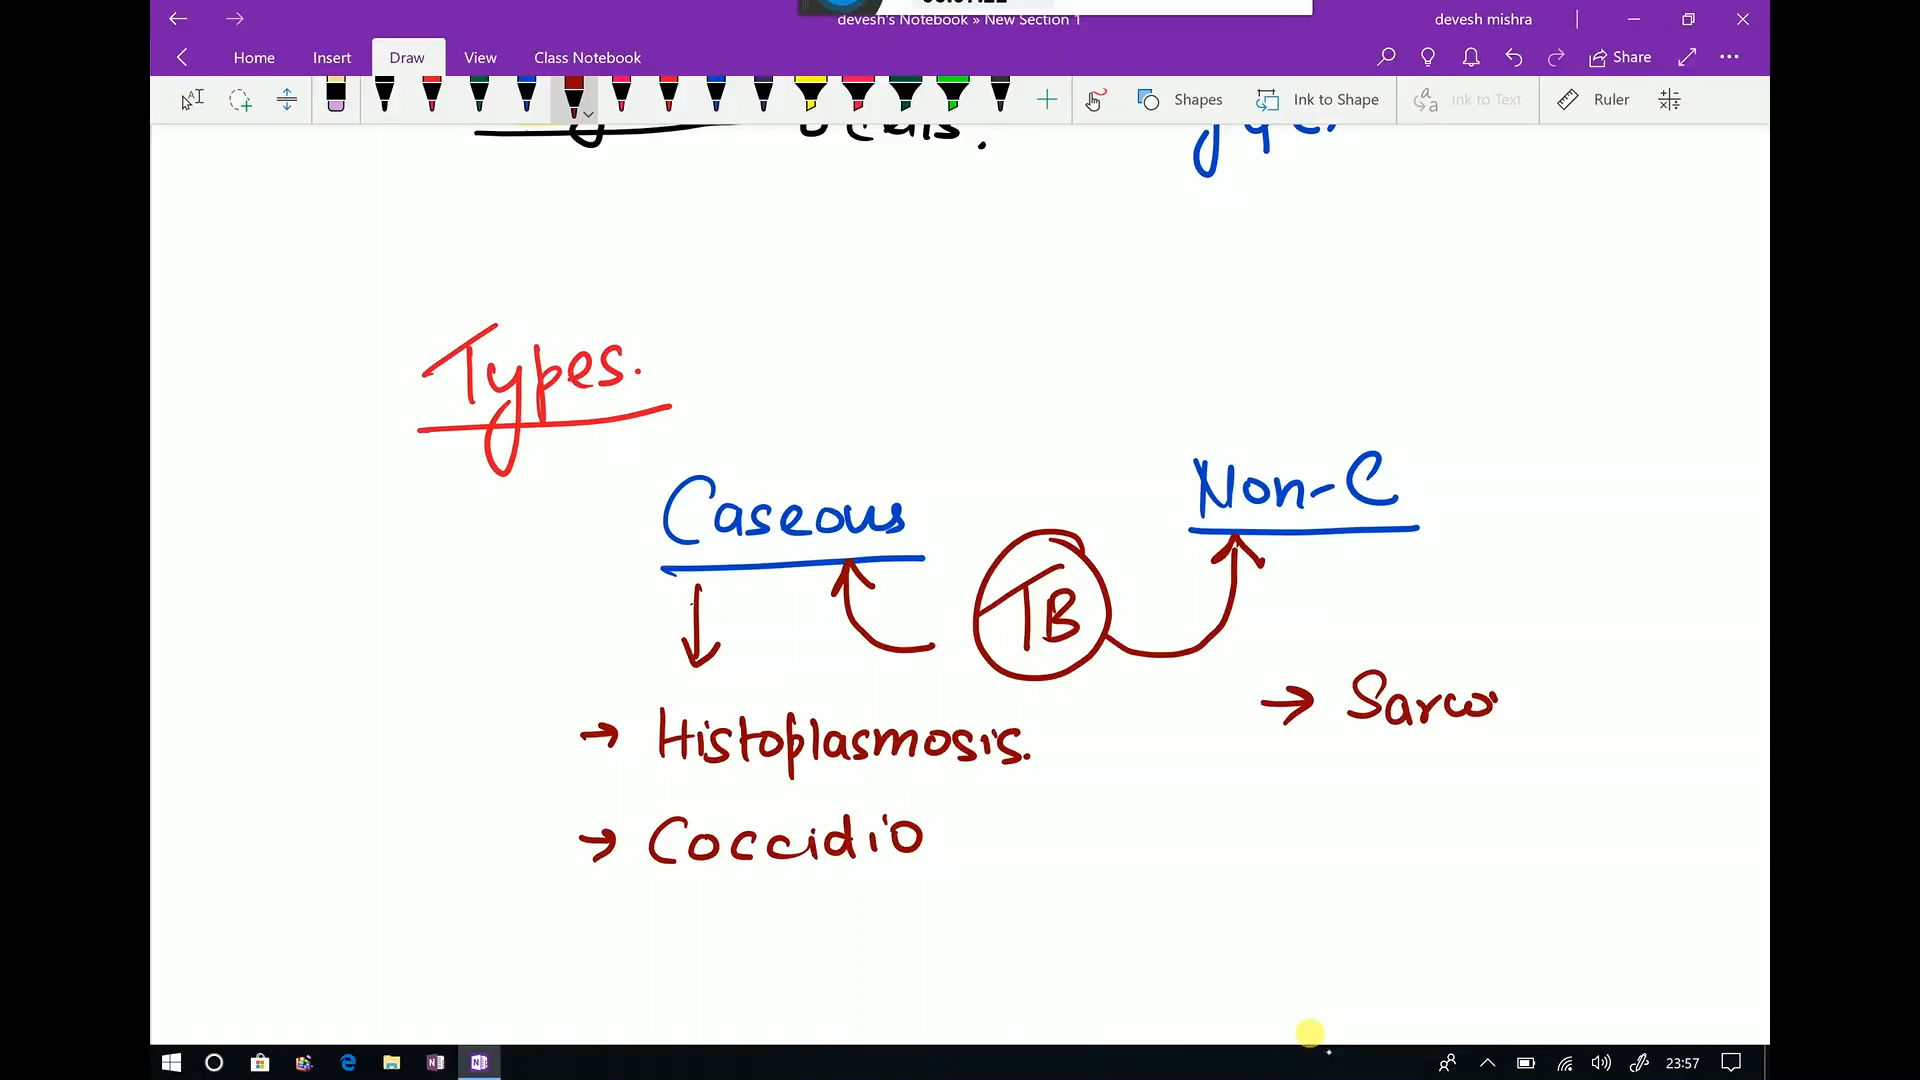 devesh's Notebook » New Section 1
devesh mishra
Home Insert Draw View Class Notebook
Share
Shapes Ink to Shape Ink to Text Ruler
Types.
Caseous
Non-C
TB
→ Histoplasmosis.
→ Sarco
→ Coccidio
23:57